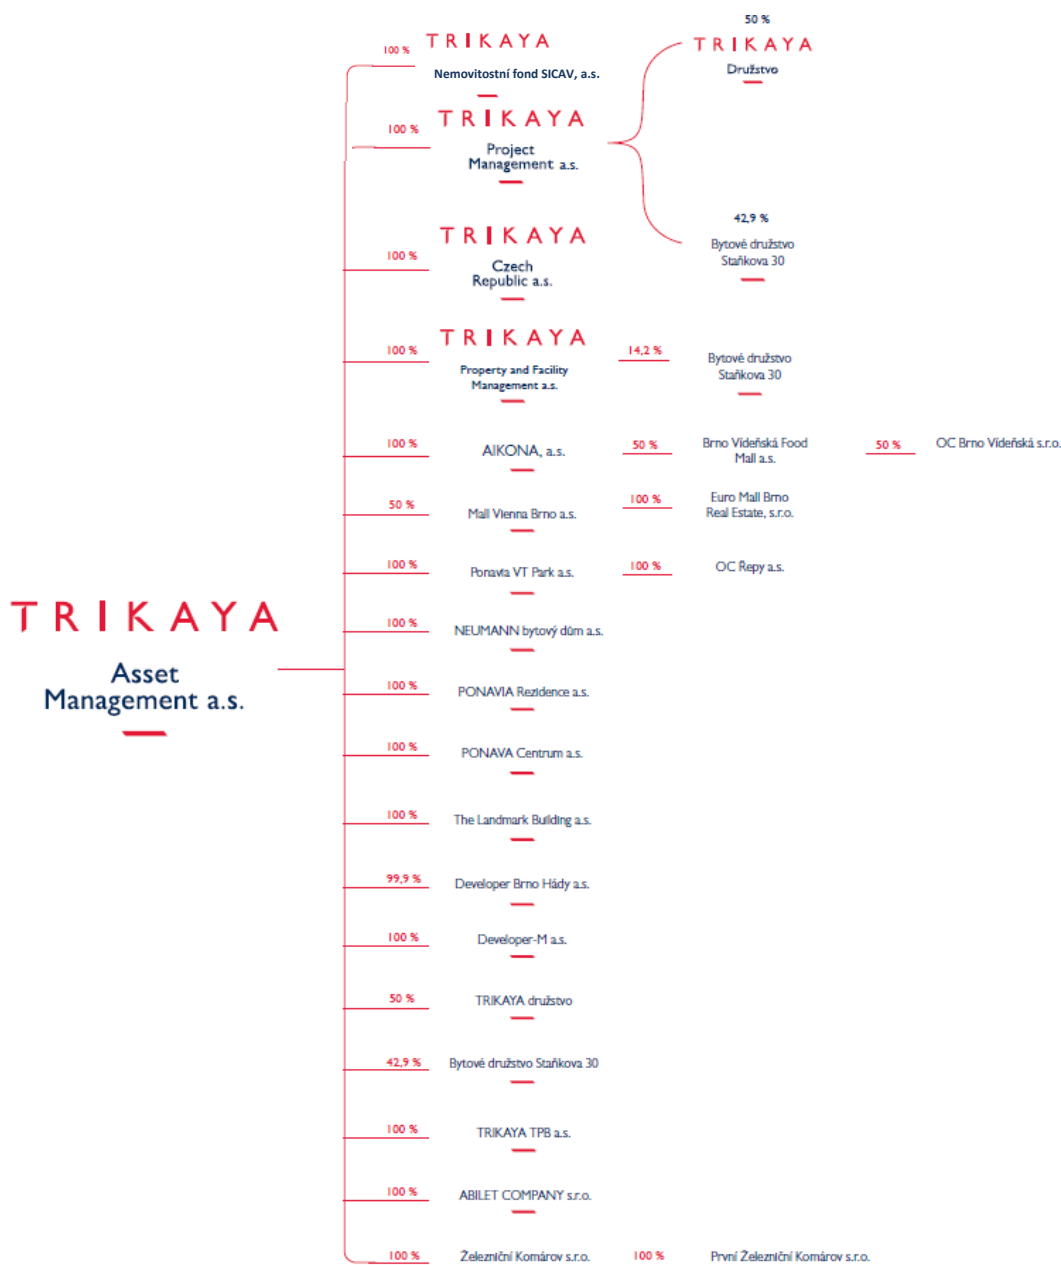 50 %
100 %
TRIKAYA
TRIKAYA
Nemovitostní fond SICAV, a.s.
Družstvo
100 %
TRIKAYA
Project
Management a.s.
42,9 %
Bytové družstvo
Staňkova 30
100 %
TRIKAYA
Czech
Republic a.s.
100 %
TRIKAYA
Property and Facility
Management a.s.
14,2 %
Bytové družstvo
Staňkova 30
100 %
AIKONA, a.s.
50 %
Brno Vídeňská Food
Mall a.s.
50 %
OC Brno Vídeňská s.r.o.
50 %
Mall Vienna Brno a.s.
100 %
Euro Mall Brno
Real Estate, s.r.o.
100 %
Ponavia VT Park a.s.
100 %
OC Řepy a.s.
TRIKAYA
Asset
Management a.s.
100 %
NEUMANN bytový dům a.s.
100 %
PONAVIA Rezidence a.s.
100 %
PONAVA Centrum a.s.
100 %
The Landmark Building a.s.
99,9 %
Developer Brno Hády a.s.
100 %
Developer-M a.s.
50 %
TRIKAYA družstvo
42,9 %
Bytové družstvo Staňkova 30
100 %
TRIKAYA TPB a.s.
100 %
ABILET COMPANY s.r.o.
100 %
Železniční Komárov s.r.o.
100 %
První Železniční Komárov s.r.o.